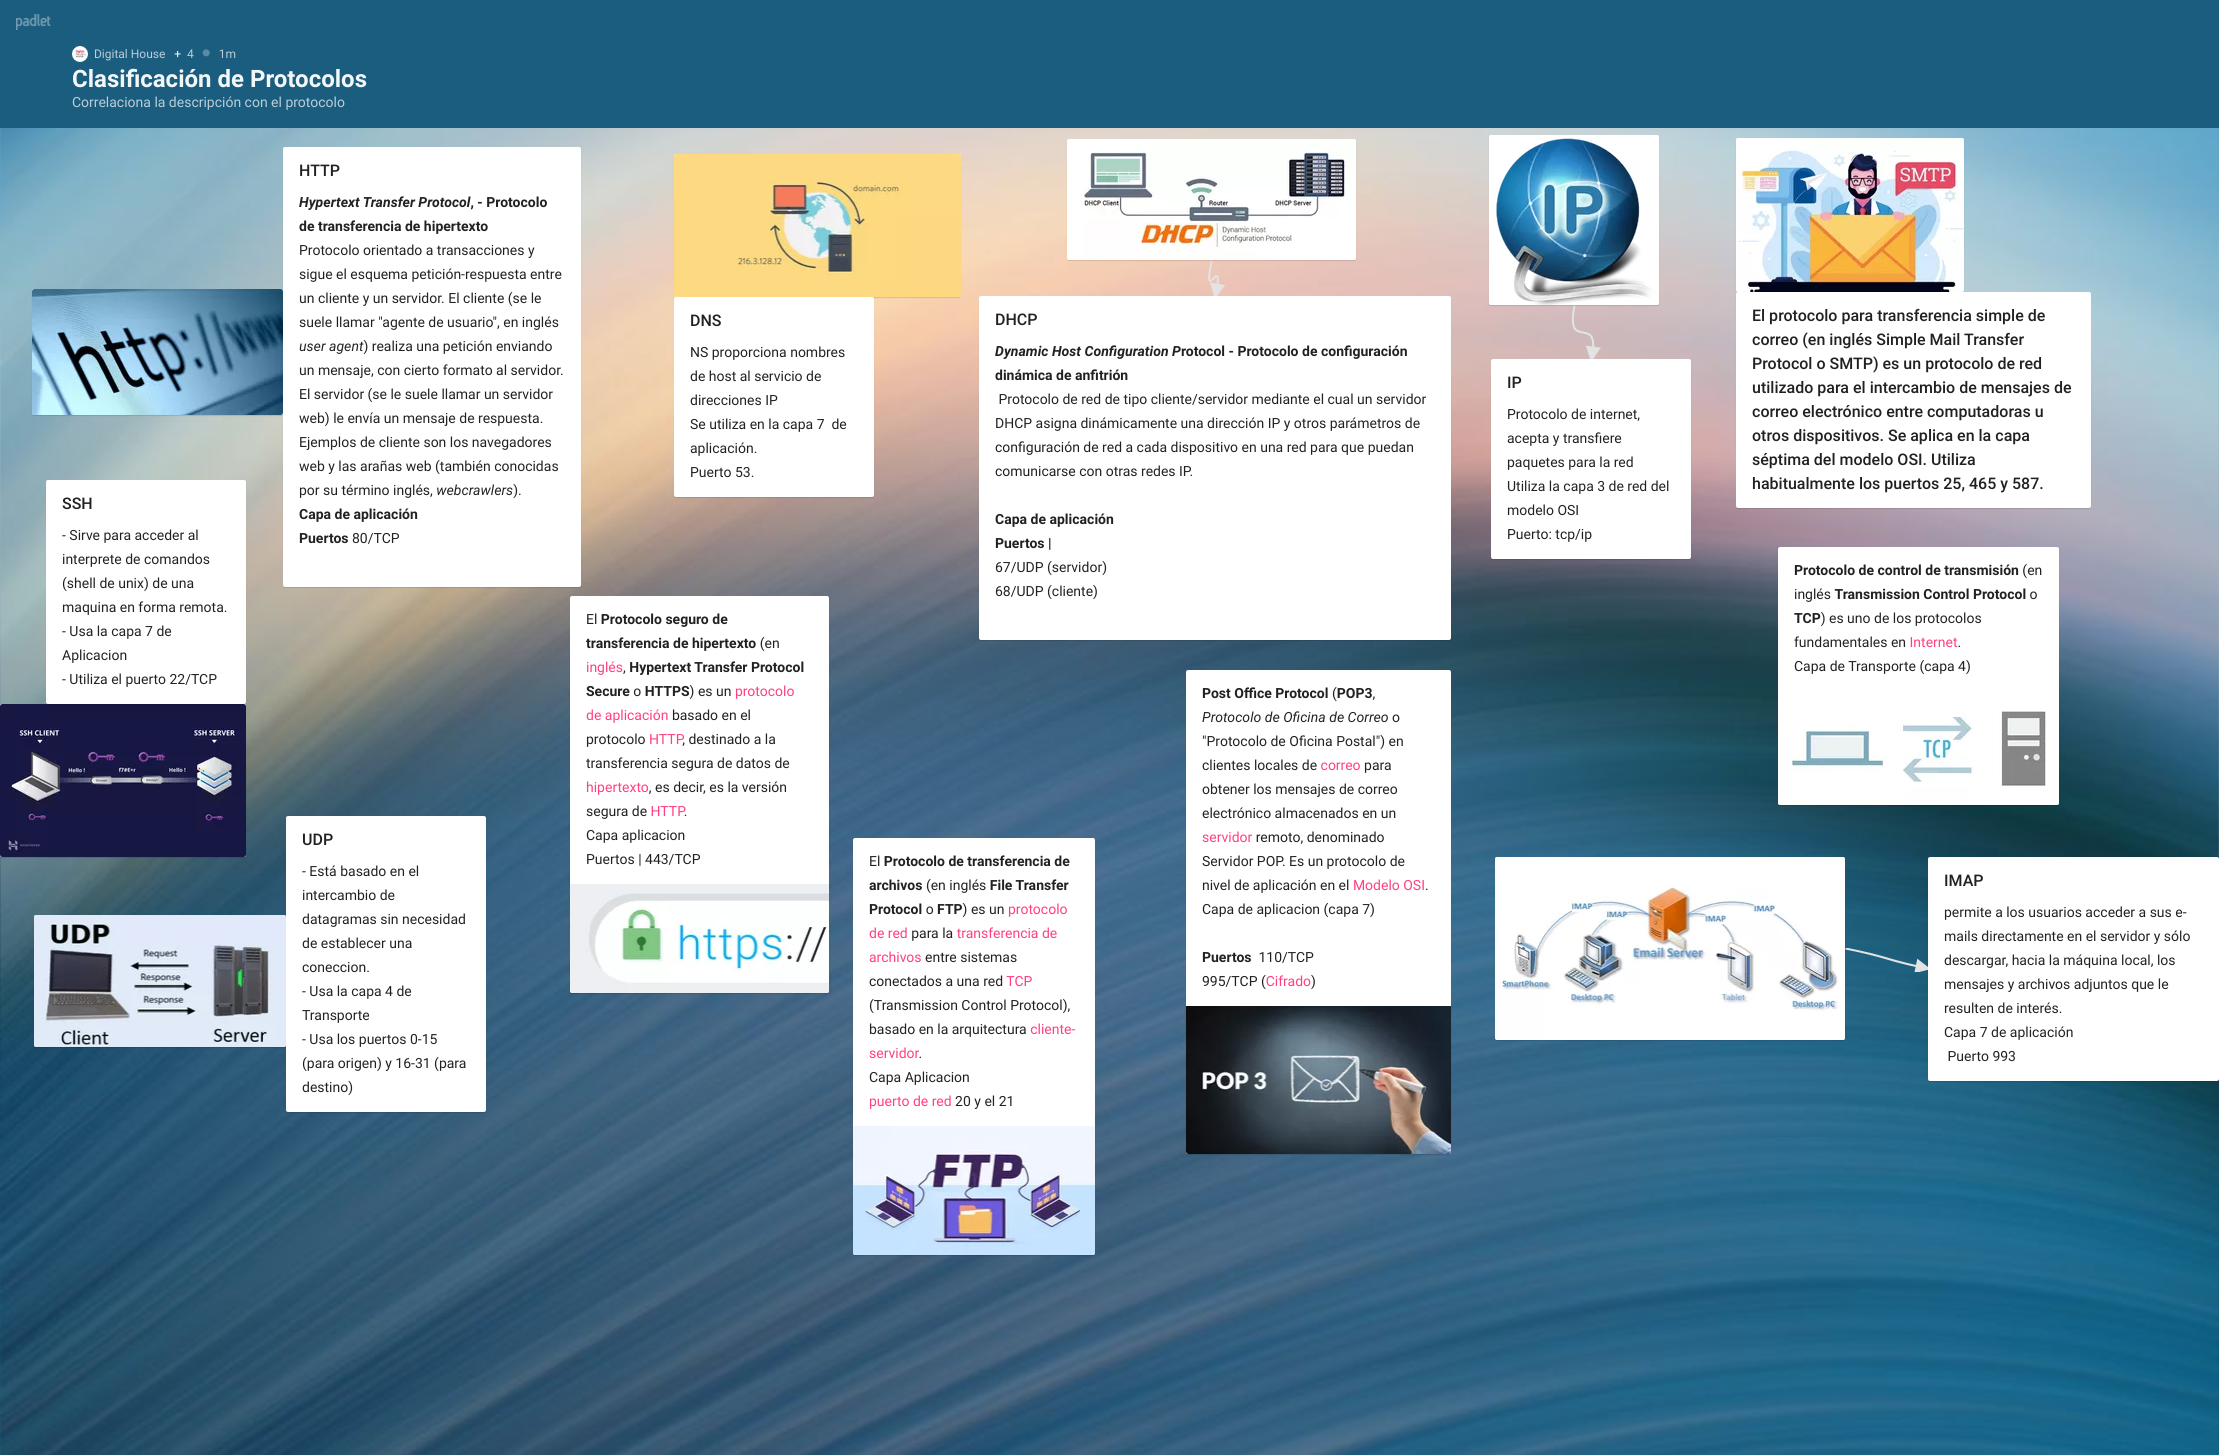 padlet
Digital House + 4 1m
Clasificación de Protocolos
Correlaciona la descripción con el protocolo
http://www
HTTP
Hypertext Transfer Protocol, - Protocolo
de transferencia de hipertexto
Protocolo orientado a transacciones y
sigue el esquema petición-respuesta entre
un cliente y un servidor. El cliente (se le
suele llamar "agente de usuario", en inglés
user agent) realiza una petición enviando
un mensaje, con cierto formato al servidor.
El servidor (se le suele llamar un servidor
web) le envía un mensaje de respuesta.
Ejemplos de cliente son los navegadores
web y las arañas web (también conocidas
por su término inglés, webcrawlers).
Capa de aplicación
Puertos 80/TCP
domain.com
216.3.128.12
DNS
NS proporciona nombres
de host al servicio de
direcciones IP
Se utiliza en la capa 7 de
aplicación.
Puerto 53.
DHCP Client
Router
DHCP Server
DHCP
Dynamic Host
Configuration Protocol
DHCP
Dynamic Host Configuration Protocol - Protocolo de configuración
dinámica de anfitrión
Protocolo de red de tipo cliente/servidor mediante el cual un servidor
DHCP asigna dinámicamente una dirección IP y otros parámetros de
configuración de red a cada dispositivo en una red para que puedan
comunicarse con otras redes IP.
Capa de aplicación
Puertos |
67/UDP (servidor)
68/UDP (cliente)
IP
IP
Protocolo de internet,
acepta y transfiere
paquetes para la red
Utiliza la capa 3 de red del
modelo OSI
Puerto: tcp/ip
SMTP
El protocolo para transferencia simple de
correo (en inglés Simple Mail Transfer
Protocol o SMTP) es un protocolo de red
utilizado para el intercambio de mensajes de
correo electrónico entre computadoras u
otros dispositivos. Se aplica en la capa
séptima del modelo OSI. Utiliza
habitualmente los puertos 25, 465 y 587.
SSH
- Sirve para acceder al
interprete de comandos
(shell de unix) de una
maquina en forma remota.
- Usa la capa 7 de
Aplicacion
- Utiliza el puerto 22/TCP
SSH CLIENT
SSH SERVER
Hello !
f7#E+r
Hello !
El Protocolo seguro de
transferencia de hipertexto (en
inglés, Hypertext Transfer Protocol
Secure o HTTPS) es un protocolo
de aplicación basado en el
protocolo HTTP, destinado a la
transferencia segura de datos de
hipertexto, es decir, es la versión
segura de HTTP.
Capa aplicacion
Puertos | 443/TCP
https://
Protocolo de control de transmisión (en
inglés Transmission Control Protocol o
TCP) es uno de los protocolos
fundamentales en Internet.
Capa de Transporte (capa 4)
TCP
Post Office Protocol (POP3,
Protocolo de Oficina de Correo o
"Protocolo de Oficina Postal") en
clientes locales de correo para
obtener los mensajes de correo
electrónico almacenados en un
servidor remoto, denominado
Servidor POP. Es un protocolo de
nivel de aplicación en el Modelo OSI.
Capa de aplicacion (capa 7)
Puertos 110/TCP
995/TCP (Cifrado)
POP 3
UDP
Request
Response
Response
Client
Server
UDP
- Está basado en el
intercambio de
datagramas sin necesidad
de establecer una
coneccion.
- Usa la capa 4 de
Transporte
- Usa los puertos 0-15
(para origen) y 16-31 (para
destino)
El Protocolo de transferencia de
archivos (en inglés File Transfer
Protocol o FTP) es un protocolo
de red para la transferencia de
archivos entre sistemas
conectados a una red TCP
(Transmission Control Protocol),
basado en la arquitectura cliente-
servidor.
Capa Aplicacion
puerto de red 20 y el 21
FTP
IMAP
IMAP
IMAP
IMAP
Email Server
SmartPhone
Desktop PC
Tablet
Desktop PC
IMAP
permite a los usuarios acceder a sus e-
mails directamente en el servidor y sólo
descargar, hacia la máquina local, los
mensajes y archivos adjuntos que le
resulten de interés.
Capa 7 de aplicación
Puerto 993